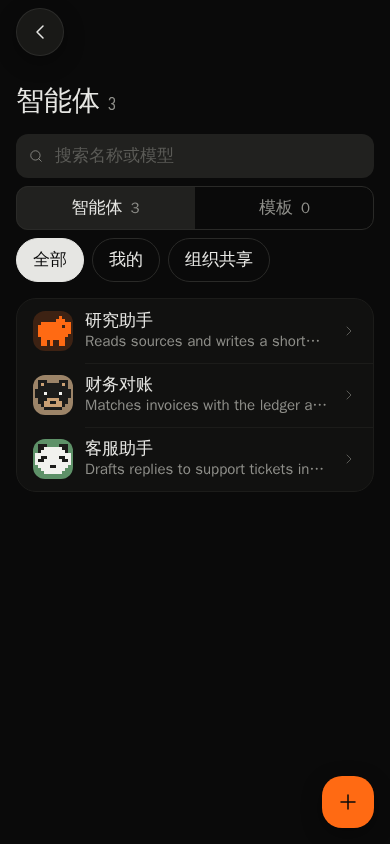 智能体 3
搜索名称或模型
智能体 3
模板 0
全部
我的
组织共享
研究助手
Reads sources and writes a short…
财务对账
Matches invoices with the ledger a…
客服助手
Drafts replies to support tickets in…